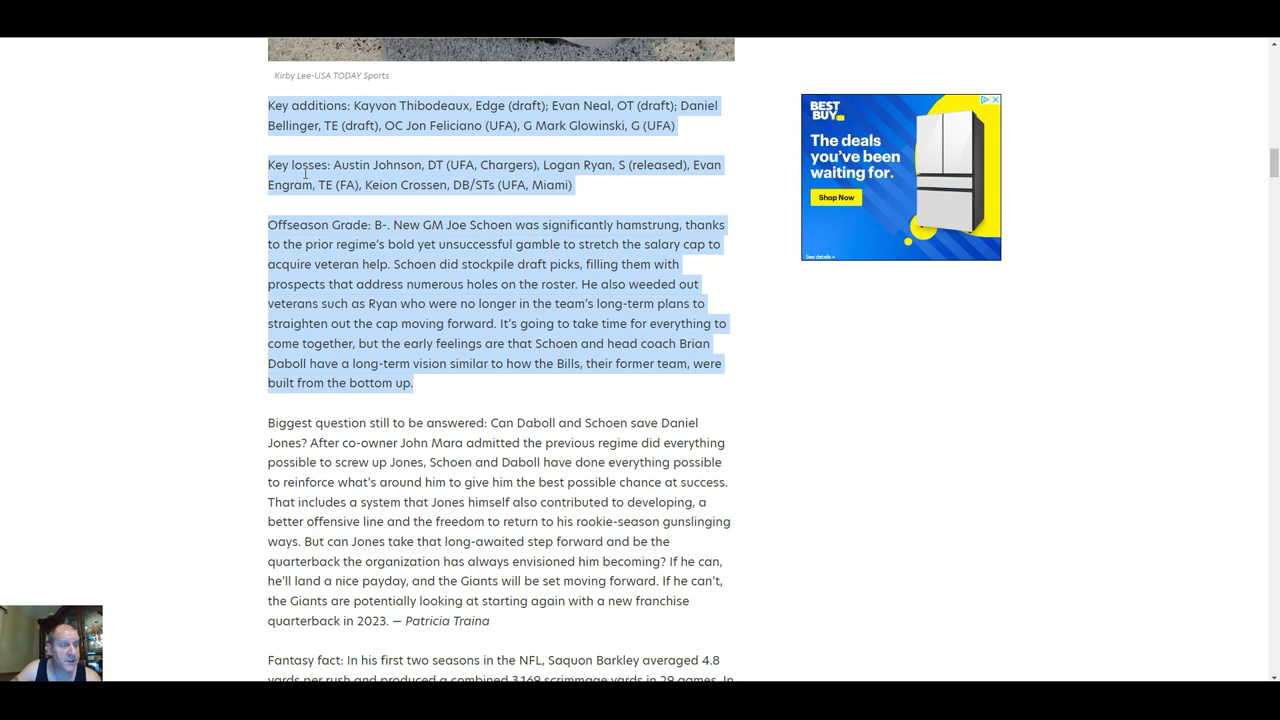 Kirby Lee-USA TODAY Sports
Key additions: Kayvon Thibodeaux, Edge (draft); Evan Neal, OT (draft); Daniel
Bellinger, TE (draft), OC Jon Feliciano (UFA), G Mark Glowinski, G (UFA)
Key losses: Austin Johnson, DT (UFA, Chargers), Logan Ryan, S (released), Evan
Engram, TE (FA), Keion Crossen, DB/STs (UFA, Miami)
Offseason Grade: B-. New GM Joe Schoen was significantly hamstrung, thanks
to the prior regime’s bold yet unsuccessful gamble to stretch the salary cap to
acquire veteran help. Schoen did stockpile draft picks, filling them with
prospects that address numerous holes on the roster. He also weeded out
veterans such as Ryan who were no longer in the team’s long-term plans to
straighten out the cap moving forward. It’s going to take time for everything to
come together, but the early feelings are that Schoen and head coach Brian
Daboll have a long-term vision similar to how the Bills, their former team, were
built from the bottom up.
Biggest question still to be answered: Can Daboll and Schoen save Daniel
Jones? After co-owner John Mara admitted the previous regime did everything
possible to screw up Jones, Schoen and Daboll have done everything possible
to reinforce what’s around him to give him the best possible chance at success.
That includes a system that Jones himself also contributed to developing, a
better offensive line and the freedom to return to his rookie-season gunslinging
ways. But can Jones take that long-awaited step forward and be the
quarterback the organization has always envisioned him becoming? If he can,
he’ll land a nice payday, and the Giants will be set moving forward. If he can’t,
the Giants are potentially looking at starting again with a new franchise
quarterback in 2023. — Patricia Traina
Fantasy fact: In his first two seasons in the NFL, Saquon Barkley averaged 4.8
yards per rush and produced a combined 3,169 scrimmage yards in 29 games. In
BEST
BUY
The deals
you’ve been
waiting for.
Shop Now
See details »